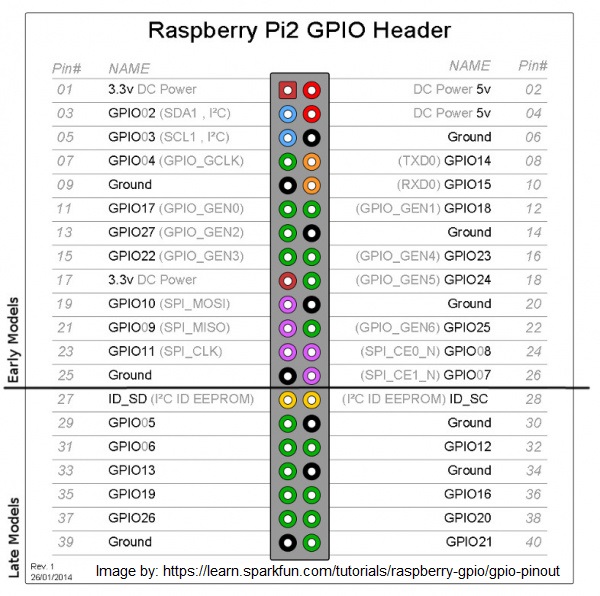 Raspberry Pi2 GPIO Header
Pin# NAME NAME Pin#
01 3.3v DC Power DC Power 5v 02
03 GPIO02 (SDA1 , I²C) DC Power 5v 04
05 GPIO03 (SCL1 , I²C) Ground 06
07 GPIO04 (GPIO_GCLK) (TXD0) GPIO14 08
09 Ground (RXD0) GPIO15 10
11 GPIO17 (GPIO_GEN0) (GPIO_GEN1) GPIO18 12
13 GPIO27 (GPIO_GEN2) Ground 14
15 GPIO22 (GPIO_GEN3) (GPIO_GEN4) GPIO23 16
17 3.3v DC Power (GPIO_GEN5) GPIO24 18
19 GPIO10 (SPI_MOSI) Ground 20
21 GPIO09 (SPI_MISO) (GPIO_GEN6) GPIO25 22
23 GPIO11 (SPI_CLK) (SPI_CE0_N) GPIO08 24
25 Ground (SPI_CE1_N) GPIO07 26
Early Models
27 ID_SD (I²C ID EEPROM) (I²C ID EEPROM) ID_SC 28
29 GPIO05 Ground 30
31 GPIO06 GPIO12 32
33 GPIO13 Ground 34
35 GPIO19 GPIO16 36
37 GPIO26 GPIO20 38
39 Ground GPIO21 40
Late Models
Rev. 1
26/01/2014
Image by: https://learn.sparkfun.com/tutorials/raspberry-gpio/gpio-pinout